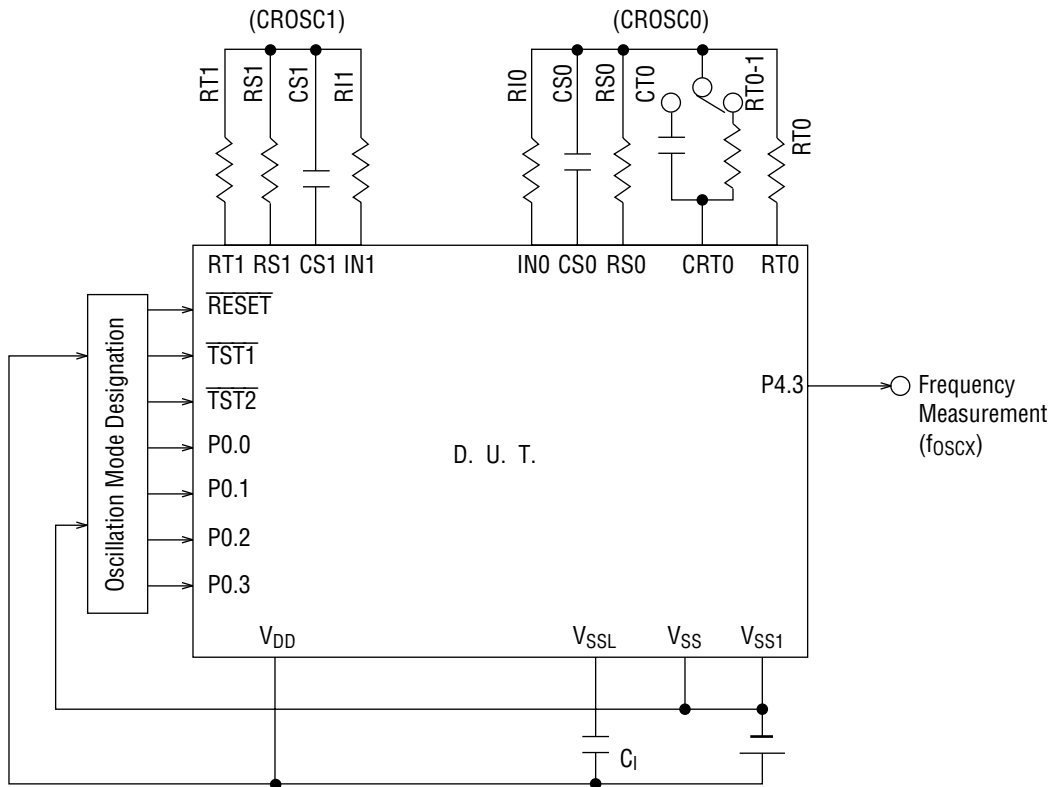 (CROSC1)
(CROSC0)
RT1
RS1
CS1
RI1
RI0
CS0
RS0
CT0
RT0-1
RT0
RT1 RS1 CS1 IN1
IN0 CS0 RS0 CRT0 RT0
Oscillation Mode Designation
RESET
TST1
TST2
P0.0
P0.1
P0.2
P0.3
D. U. T.
P4.3
Frequency
Measurement
(fOSCX)
VDD
VSSL
VSS
VSS1
CI